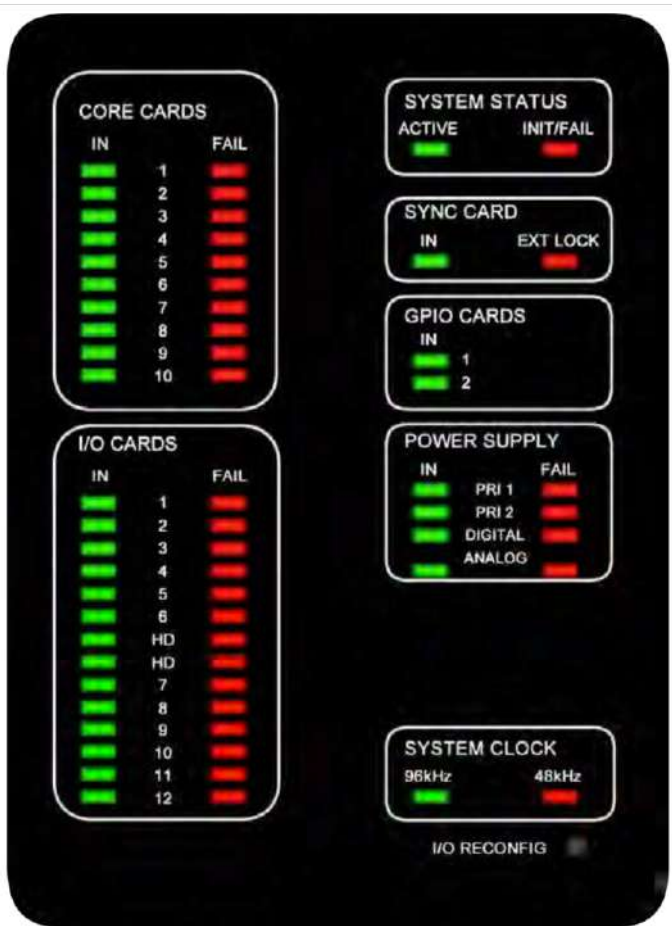 CORE CARDS
IN FAIL
1
2
3
4
5
6
7
8
9
10
I/O CARDS
IN FAIL
1
2
3
4
5
6
HD
HD
7
8
9
10
11
12
SYSTEM STATUS
ACTIVE INIT/FAIL
SYNC CARD
IN EXT LOCK
GPIO CARDS
IN
1
2
POWER SUPPLY
IN FAIL
PRI 1
PRI 2
DIGITAL
ANALOG
SYSTEM CLOCK
96kHz 48kHz
I/O RECONFIG